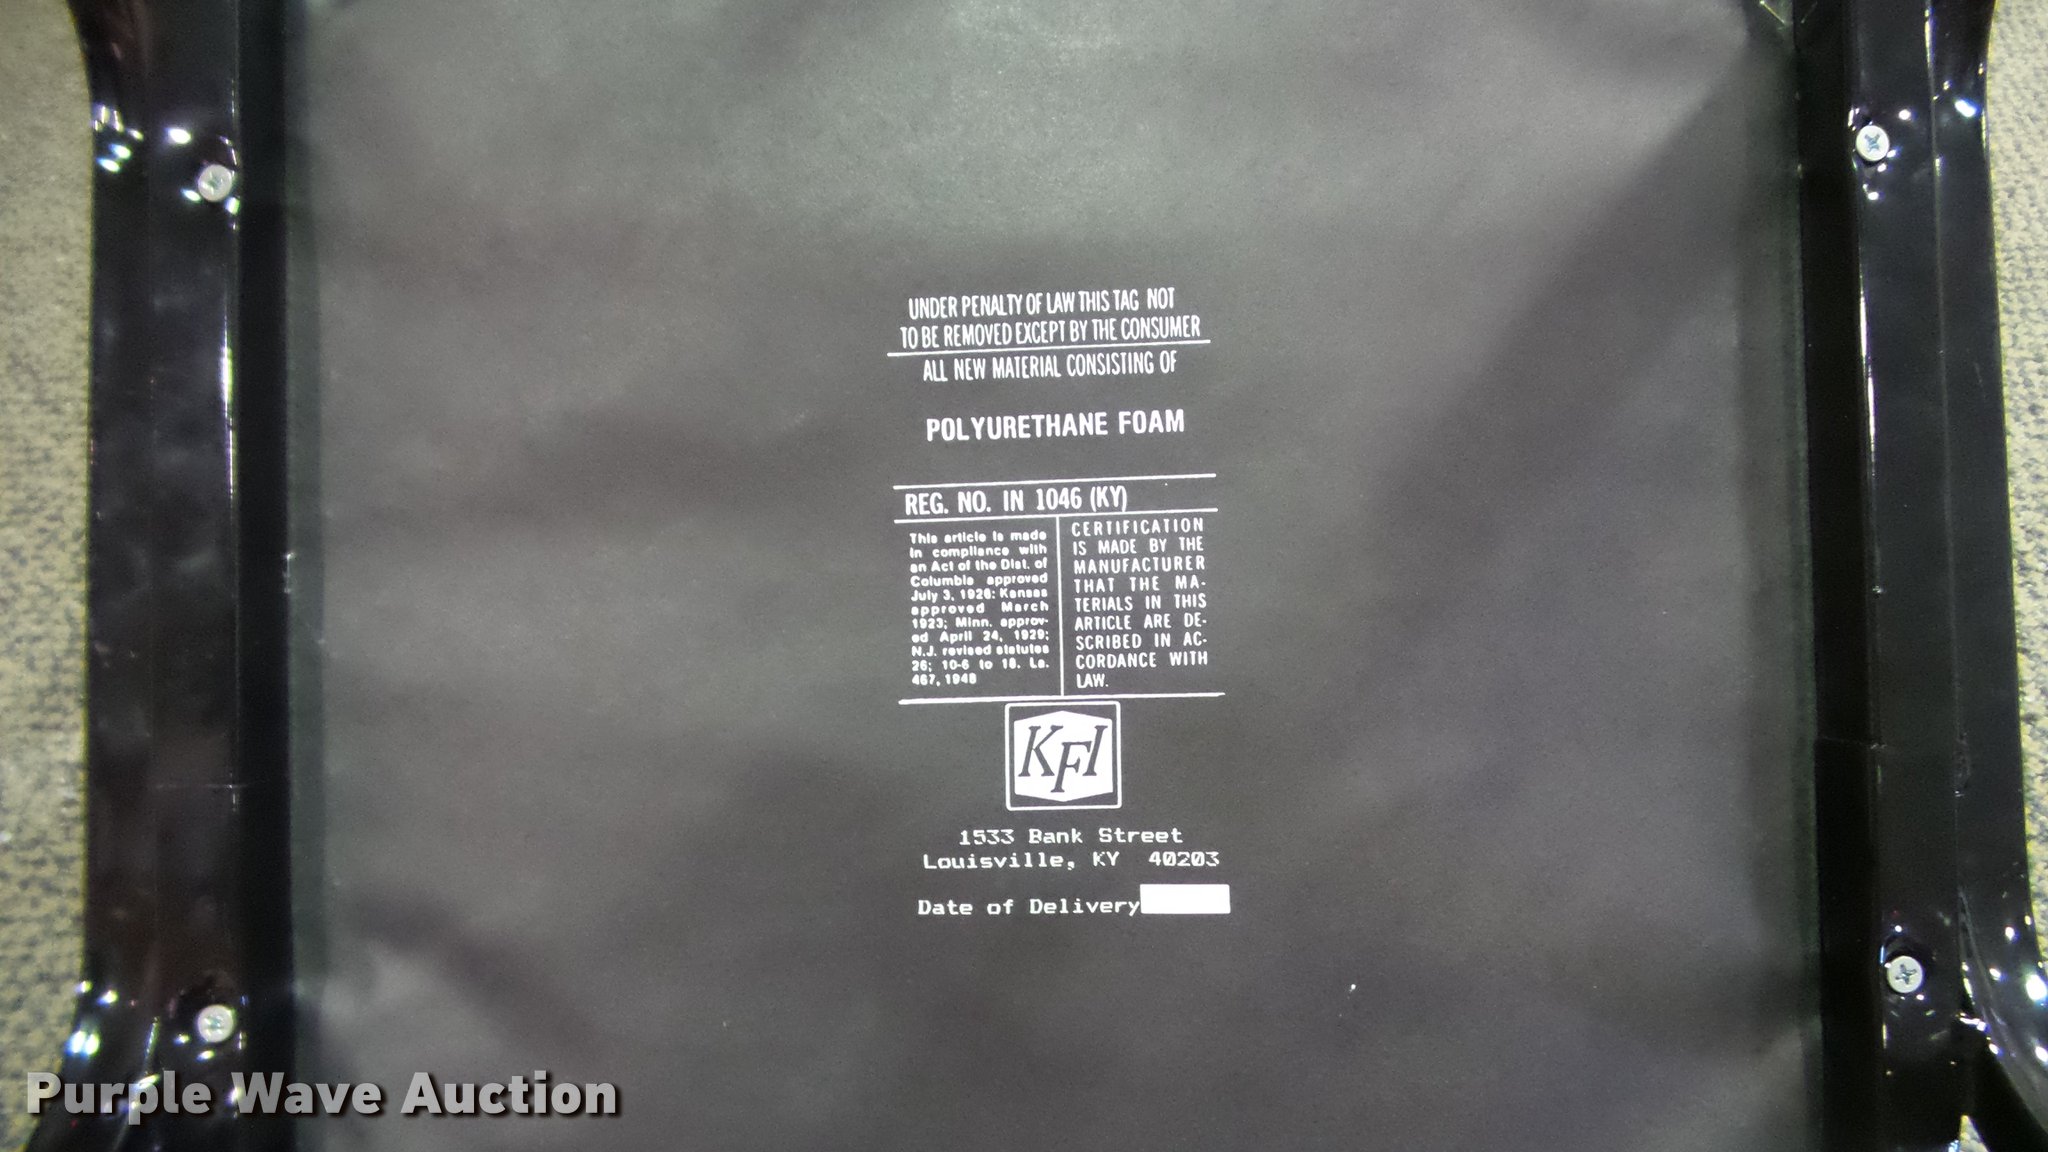 UNDER PENALTY OF LAW THIS TAG NOT
TO BE REMOVED EXCEPT BY THE CONSUMER
ALL NEW MATERIAL CONSISTING OF
POLYURETHANE FOAM
REG. NO. IN 1046 (KY)
This article is made
in compliance with
an Act of the Dist. of
Columbia approved
July 3, 1926; Kansas
approved March
1923; Minn. approv-
ed April 24, 1929;
N.J. revised statutes
26; 10-6 to 18. La.
467, 1948
CERTIFICATION
IS MADE BY THE
MANUFACTURER
THAT THE MA-
TERIALS IN THIS
ARTICLE ARE DE-
SCRIBED IN AC-
CORDANCE WITH
LAW.
KFI
1533 Bank Street
Louisville, KY 40203
Date of Delivery
Purple Wave Auction